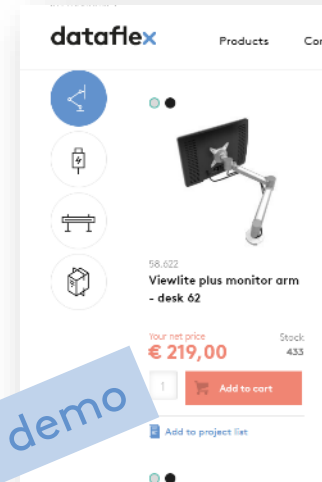 dataflex
Products
58.622
Viewlite plus monitor arm
- desk 62
Your net price
Stock
€ 219,00
433
1
Add to cart
Add to project list
demo